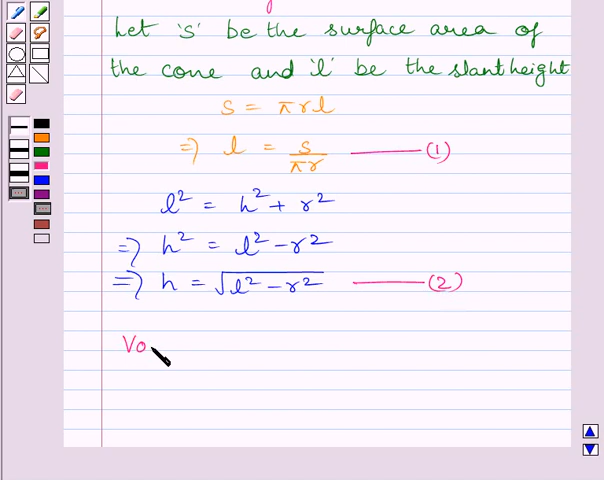 Let 's' be the surface area of
the cone and 'l' be the slant height
s = πrl
⇒ l = s/πr ——— (1)
l² = h² + r²
⇒ h² = l² - r²
⇒ h = √(l² - r²) ——— (2)
Vo